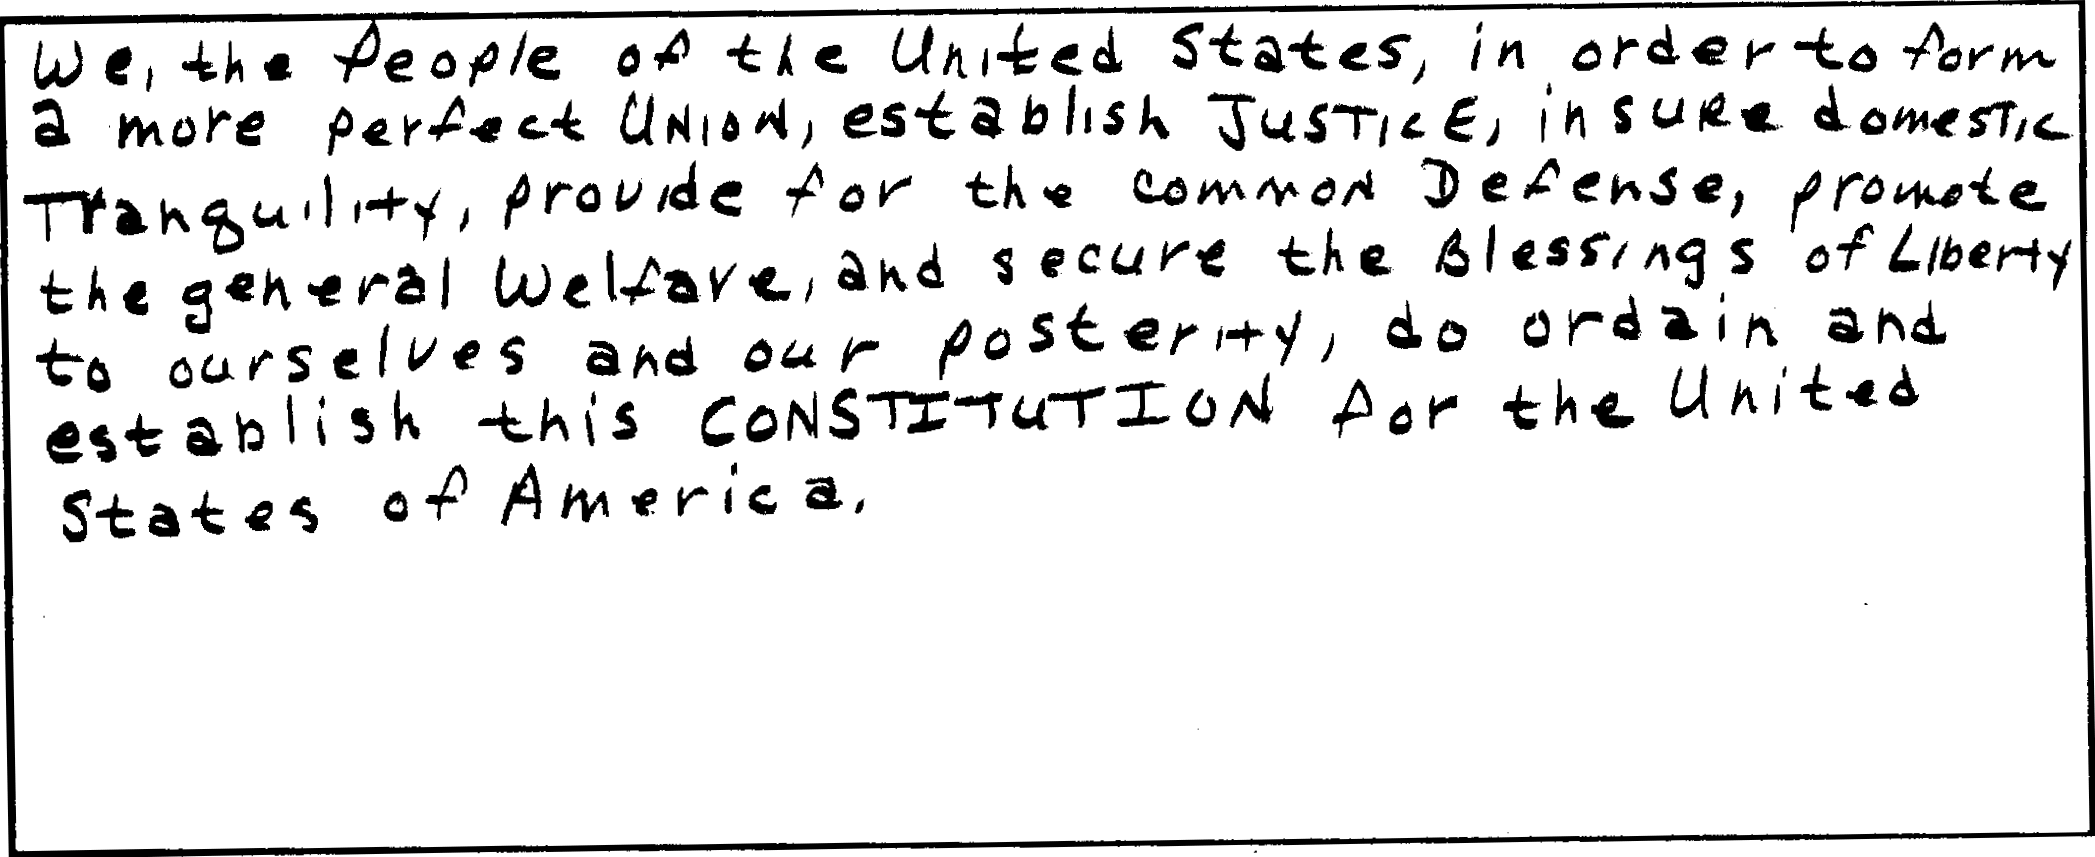 We, the People of the United States, in order to form
a more perfect UNION, establish JUSTICE, insure domestic
Tranquility, provide for the common Defense, promote
the general Welfare, and secure the Blessings of Liberty
to ourselves and our posterity, do ordain and
establish this CONSTITUTION for the United
States of America.